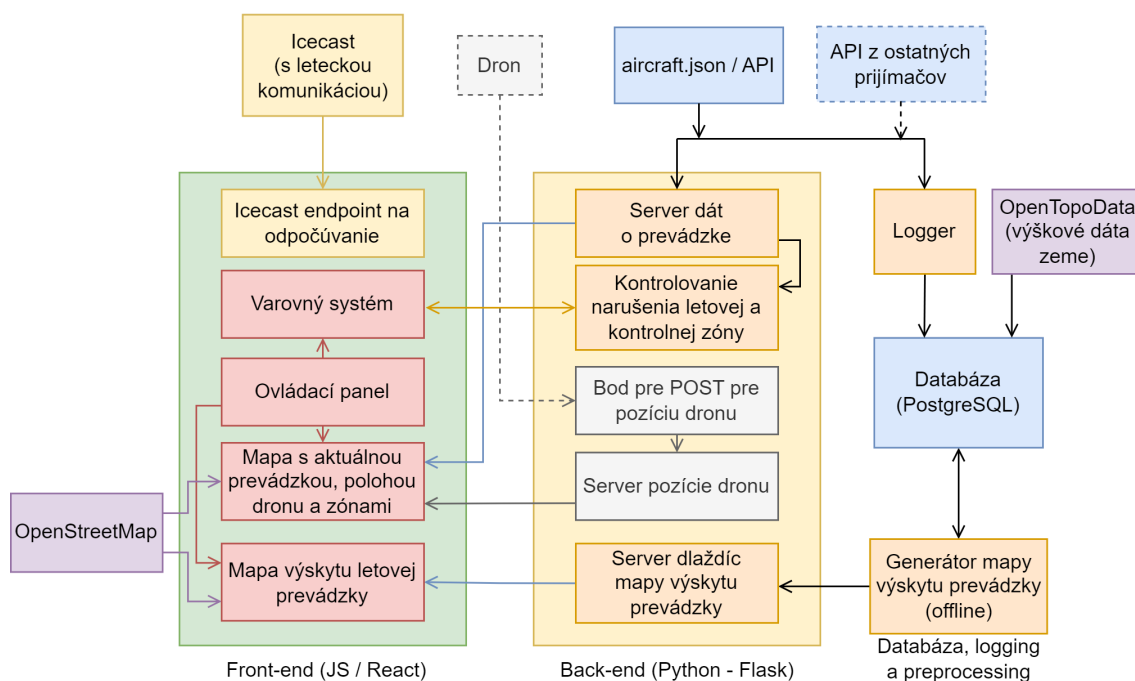 Icecast
(s leteckou
komunikáciou)
Dron
aircraft.json / API
API z ostatných
prijímačov
Icecast endpoint na
odpočúvanie
Server dát
o prevádzke
Logger
OpenTopoData
(výškové dáta
zeme)
Varovný systém
Kontrolovanie
narušenia letovej a
kontrolnej zóny
Ovládací panel
Bod pre POST pre
pozíciu dronu
Databáza
(PostgreSQL)
Mapa s aktuálnou
prevádzkou, polohou
dronu a zónami
Server pozície dronu
OpenStreetMap
Mapa výskytu letovej
prevádzky
Server dlaždíc
mapy výskytu
prevádzky
Generátor mapy
výskytu prevádzky
(offline)
Front-end (JS / React)
Back-end (Python - Flask)
Databáza, logging
a preprocessing